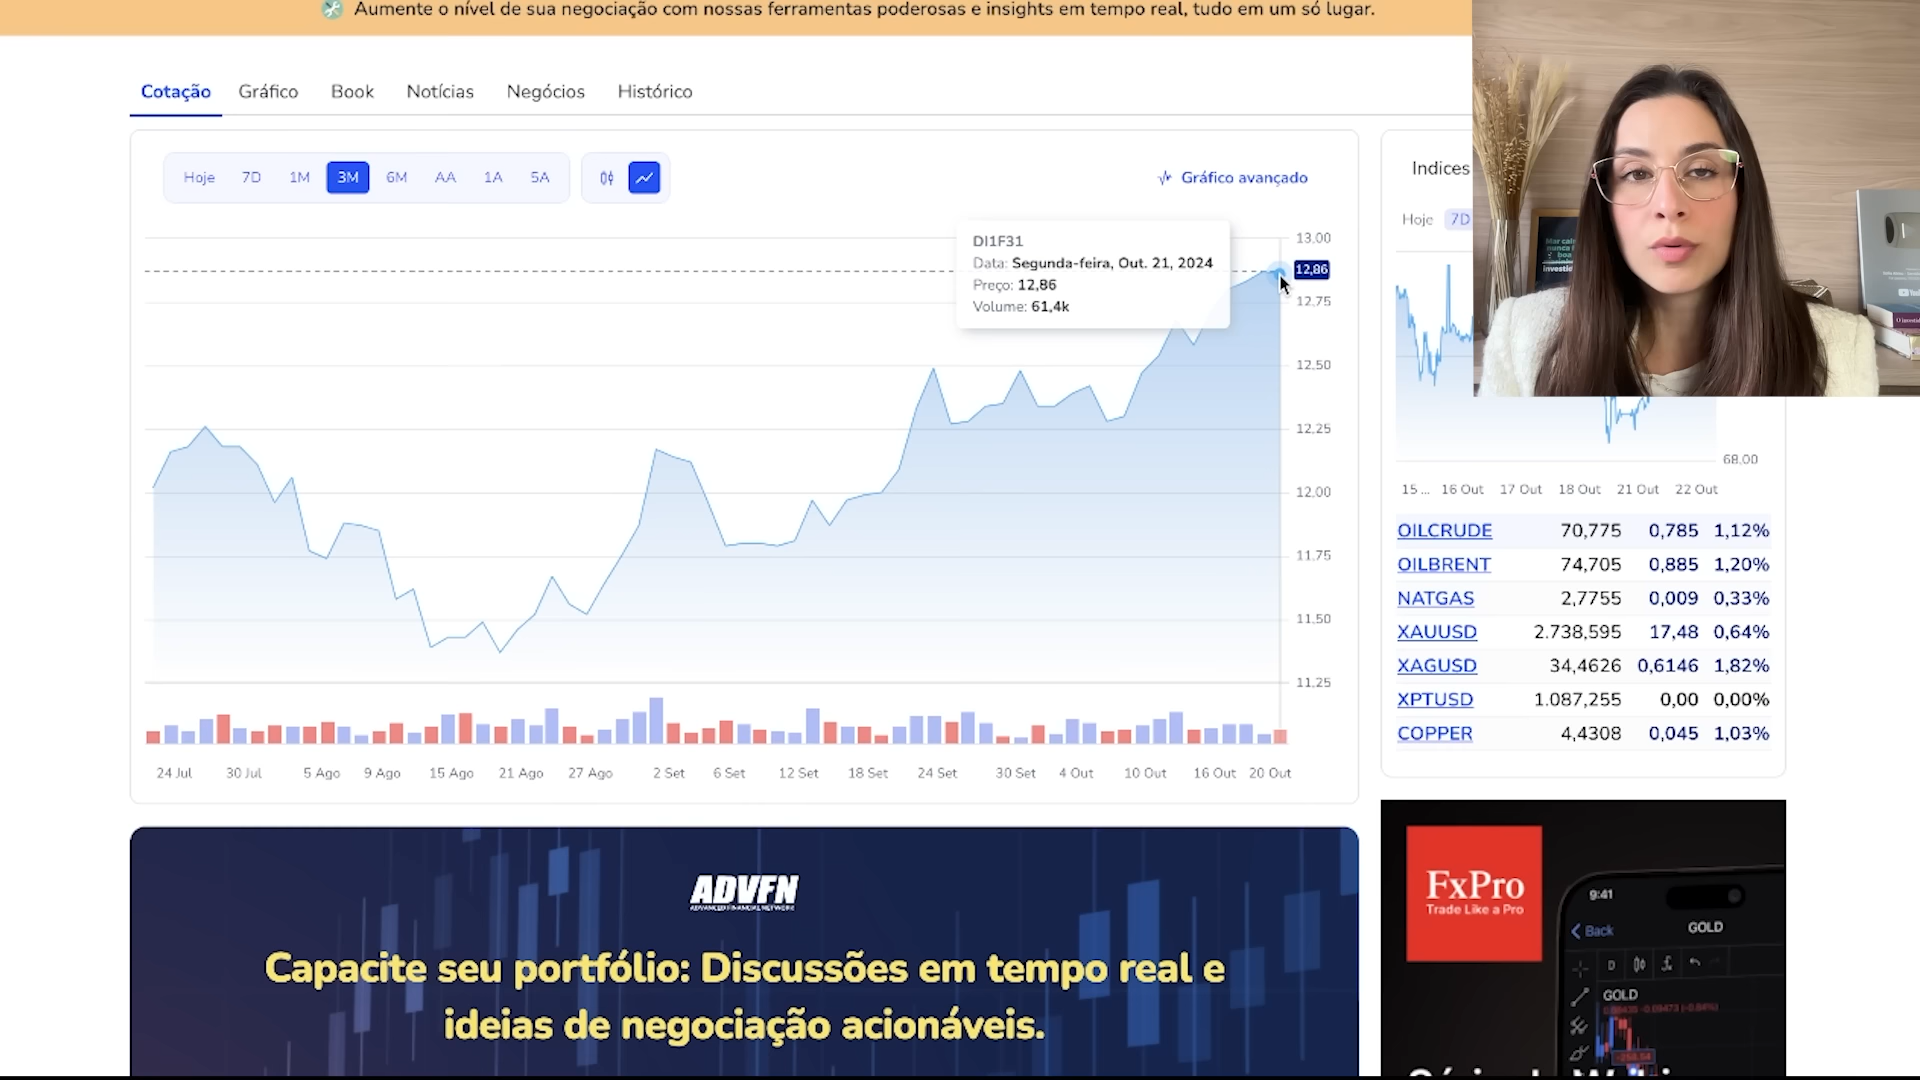 Aumente o nível de sua negociação com nossas ferramentas poderosas e insights em tempo real, tudo em um só lugar.
Cotação Gráfico Book Notícias Negócios Histórico
Hoje 7D 1M 3M 6M AA 1A 5A
Gráfico avançado
DI1F31
Data: Segunda-feira, Out. 21, 2024
Preço: 12,86
Volume: 61,4k
13,00
12,86
12,75
12,50
12,25
12,00
11,75
11,50
11,25
24 Jul 30 Jul 5 Ago 9 Ago 15 Ago 21 Ago 27 Ago 2 Set 6 Set 12 Set 18 Set 24 Set 30 Set 4 Out 10 Out 16 Out 20 Out
Indices
Hoje 7D
68,00
15 ... 16 Out 17 Out 18 Out 21 Out 22 Out
OILCRUDE 70,775 0,785 1,12%
OILBRENT 74,705 0,885 1,20%
NATGAS 2,7755 0,009 0,33%
XAUUSD 2.738,595 17,48 0,64%
XAGUSD 34,4626 0,6146 1,82%
XPTUSD 1.087,255 0,00 0,00%
COPPER 4,4308 0,045 1,03%
ADVFN
ADVANCED FINANCIAL NETWORK
Capacite seu portfólio: Discussões em tempo real e
ideias de negociação acionáveis.
FxPro
Trade Like a Pro
9:41
Back GOLD
D
GOLD